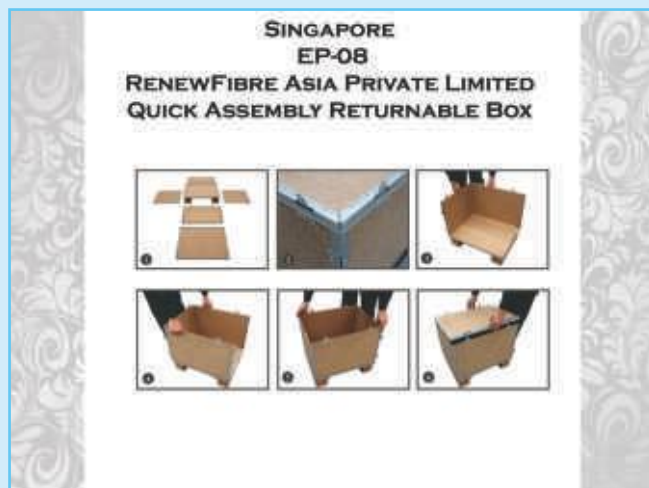 SINGAPORE
EP-08
RENEWFIBRE ASIA PRIVATE LIMITED
QUICK ASSEMBLY RETURNABLE BOX